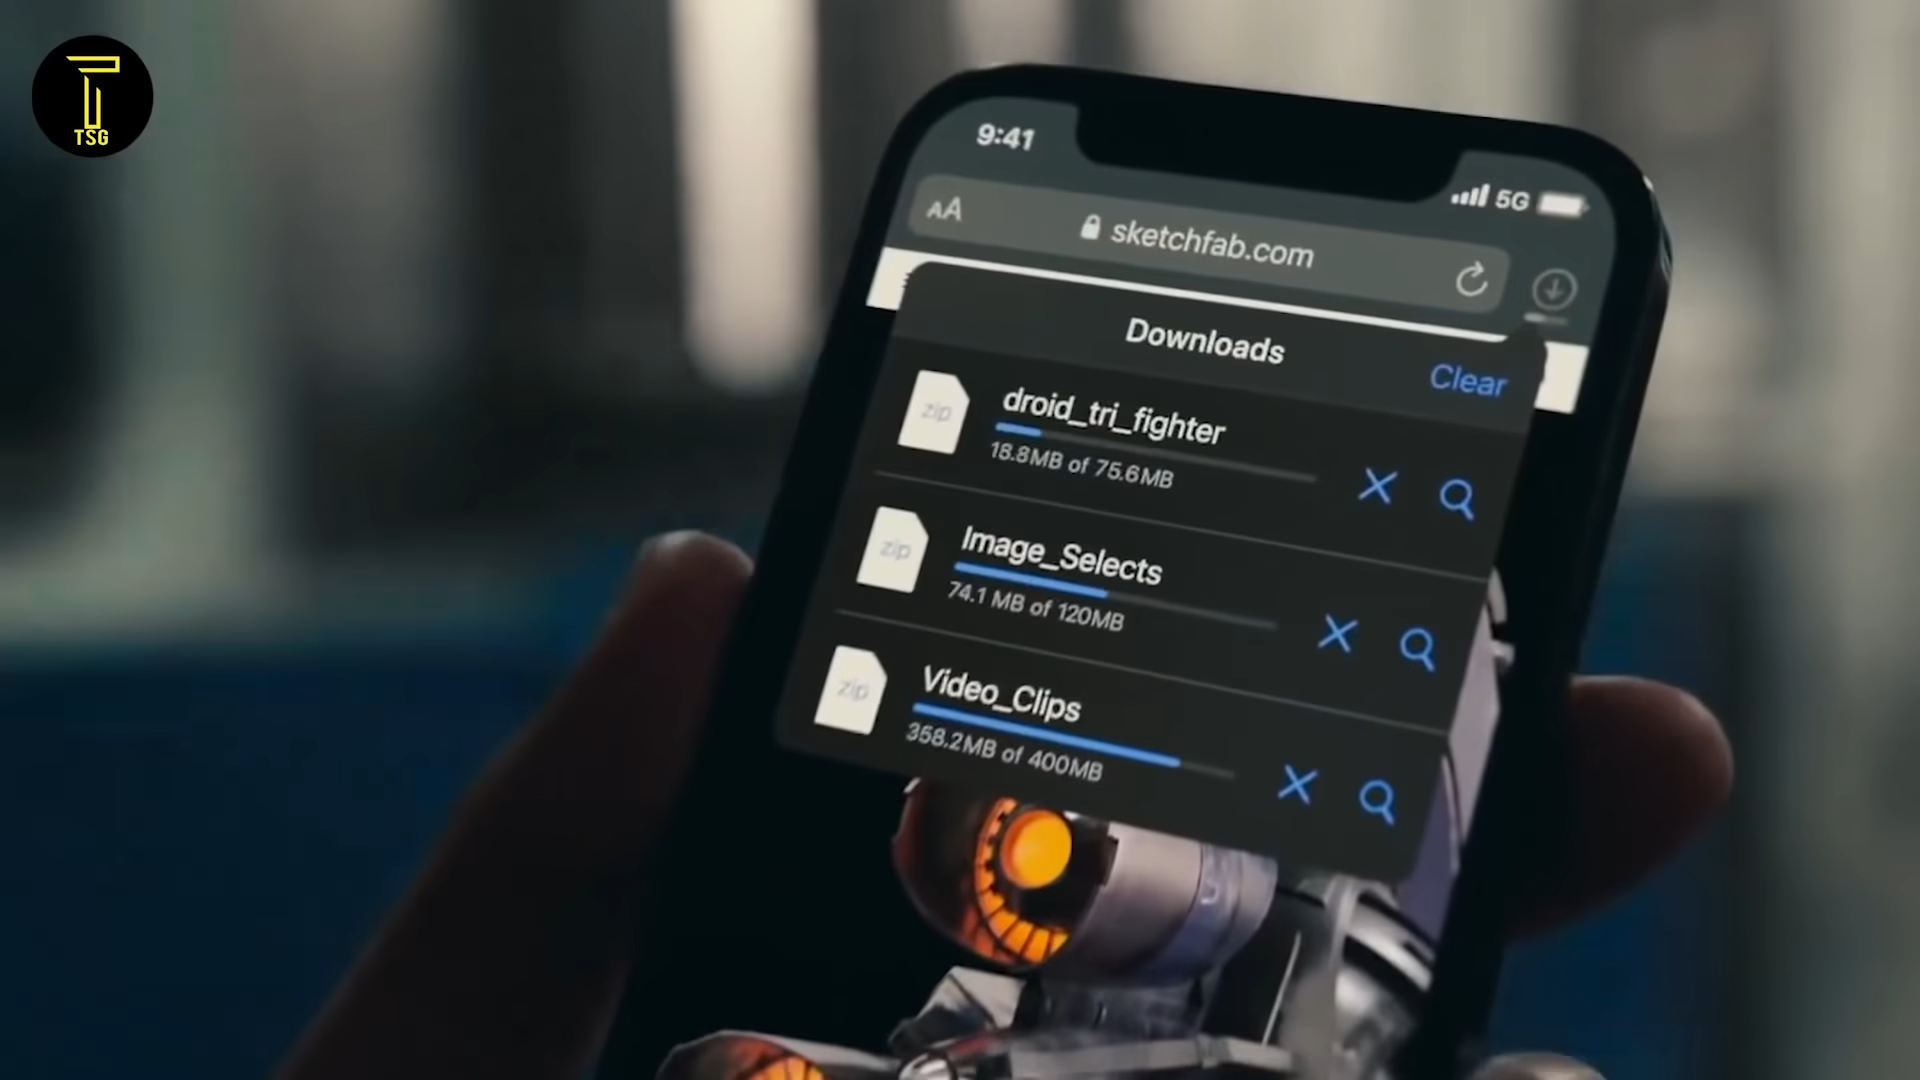 TSG
9:41
5G
AA
sketchfab.com
Downloads
Clear
zip
droid_tri_fighter
18.8MB of 75.6MB
zip
Image_Selects
74.1 MB of 120MB
zip
Video_Clips
358.2MB of 400MB